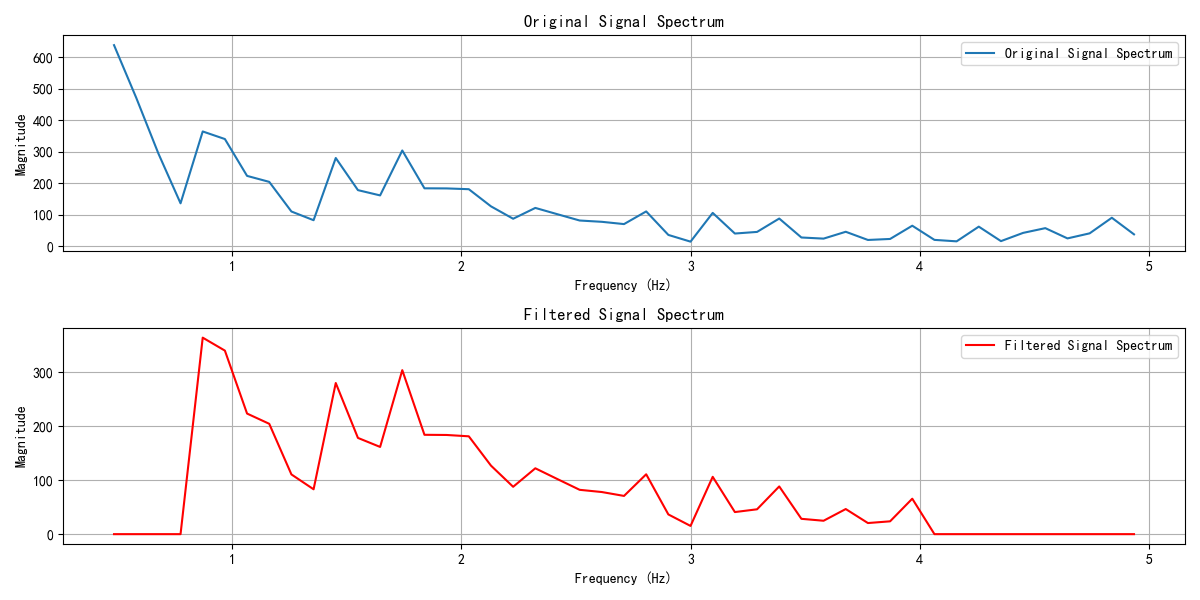 Original Signal Spectrum
Original Signal Spectrum
Magnitude
600
500
400
300
200
100
0
1 2 3 4 5
Frequency (Hz)
Filtered Signal Spectrum
Filtered Signal Spectrum
Magnitude
300
200
100
0
1 2 3 4 5
Frequency (Hz)